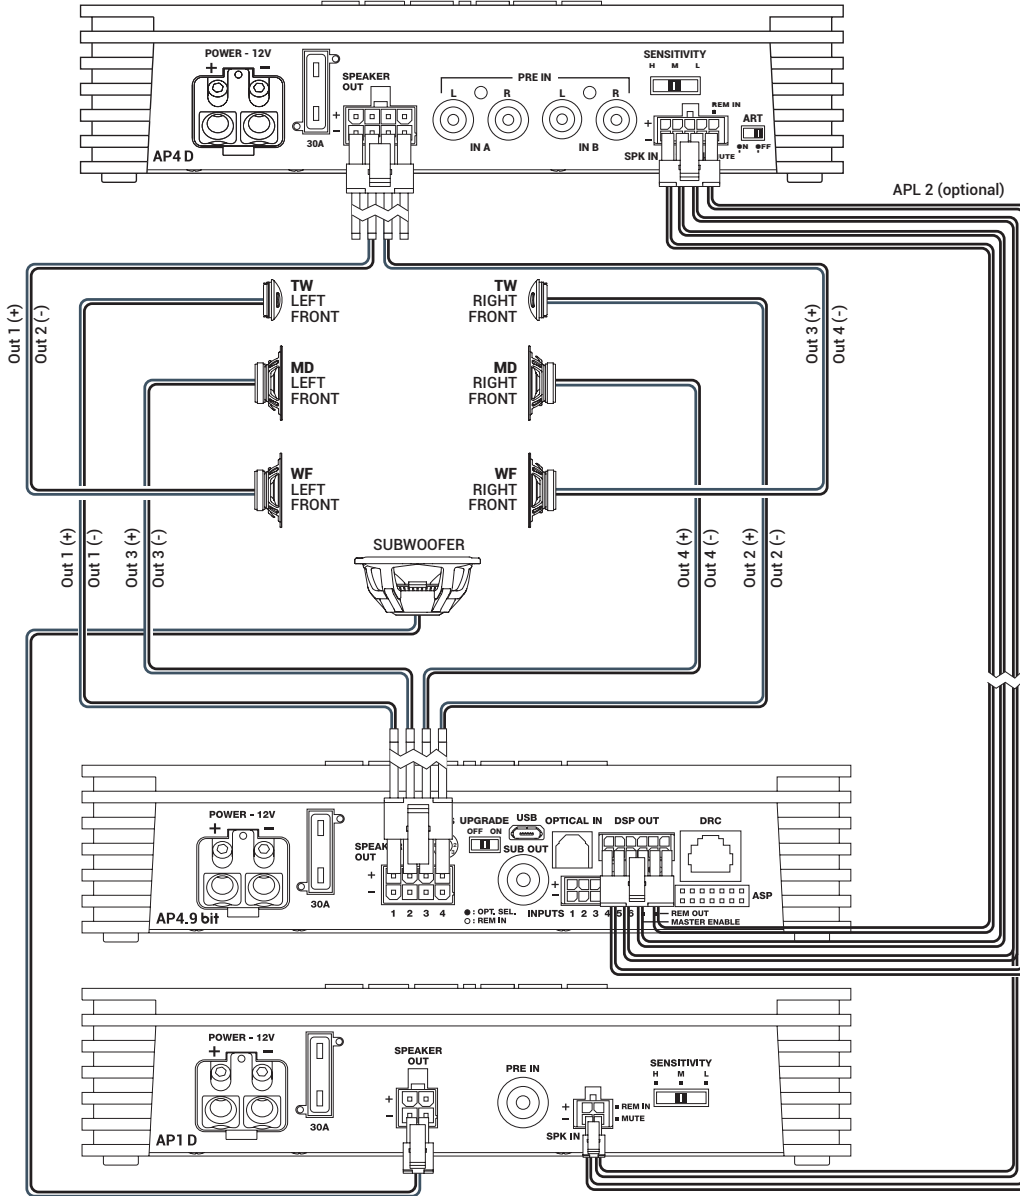 POWER - 12V
+ -
30A
SPEAKER
OUT
+
-
PRE IN
L R L R
IN A IN B
SENSITIVITY
H M L
REM IN
+
-
SPK IN
ART
ON OFF
AP4 D
APL 2 (optional)
Out 1 (+)
Out 2 (-)
TW
LEFT
FRONT
TW
RIGHT
FRONT
Out 3 (+)
Out 4 (-)
MD
LEFT
FRONT
MD
RIGHT
FRONT
WF
LEFT
FRONT
WF
RIGHT
FRONT
Out 1 (+)
Out 1 (-)
Out 3 (+)
Out 3 (-)
SUBWOOFER
Out 4 (+)
Out 4 (-)
Out 2 (+)
Out 2 (-)
POWER - 12V
+ -
30A
OUT
+
-
1 2 3 4
UPGRADE
OFF ON
USB
SUB OUT
OPTICAL IN
DSP OUT
DRC
+
-
ASP
: OPT. SEL.
: REM IN
INPUTS 1 2 3 4 5 6
REM OUT
MASTER ENABLE
AP4.9 bit
POWER - 12V
+ -
30A
SPEAKER
OUT
+
-
PRE IN
SENSITIVITY
H M L
+
-
REM IN
MUTE
SPK IN
AP1 D